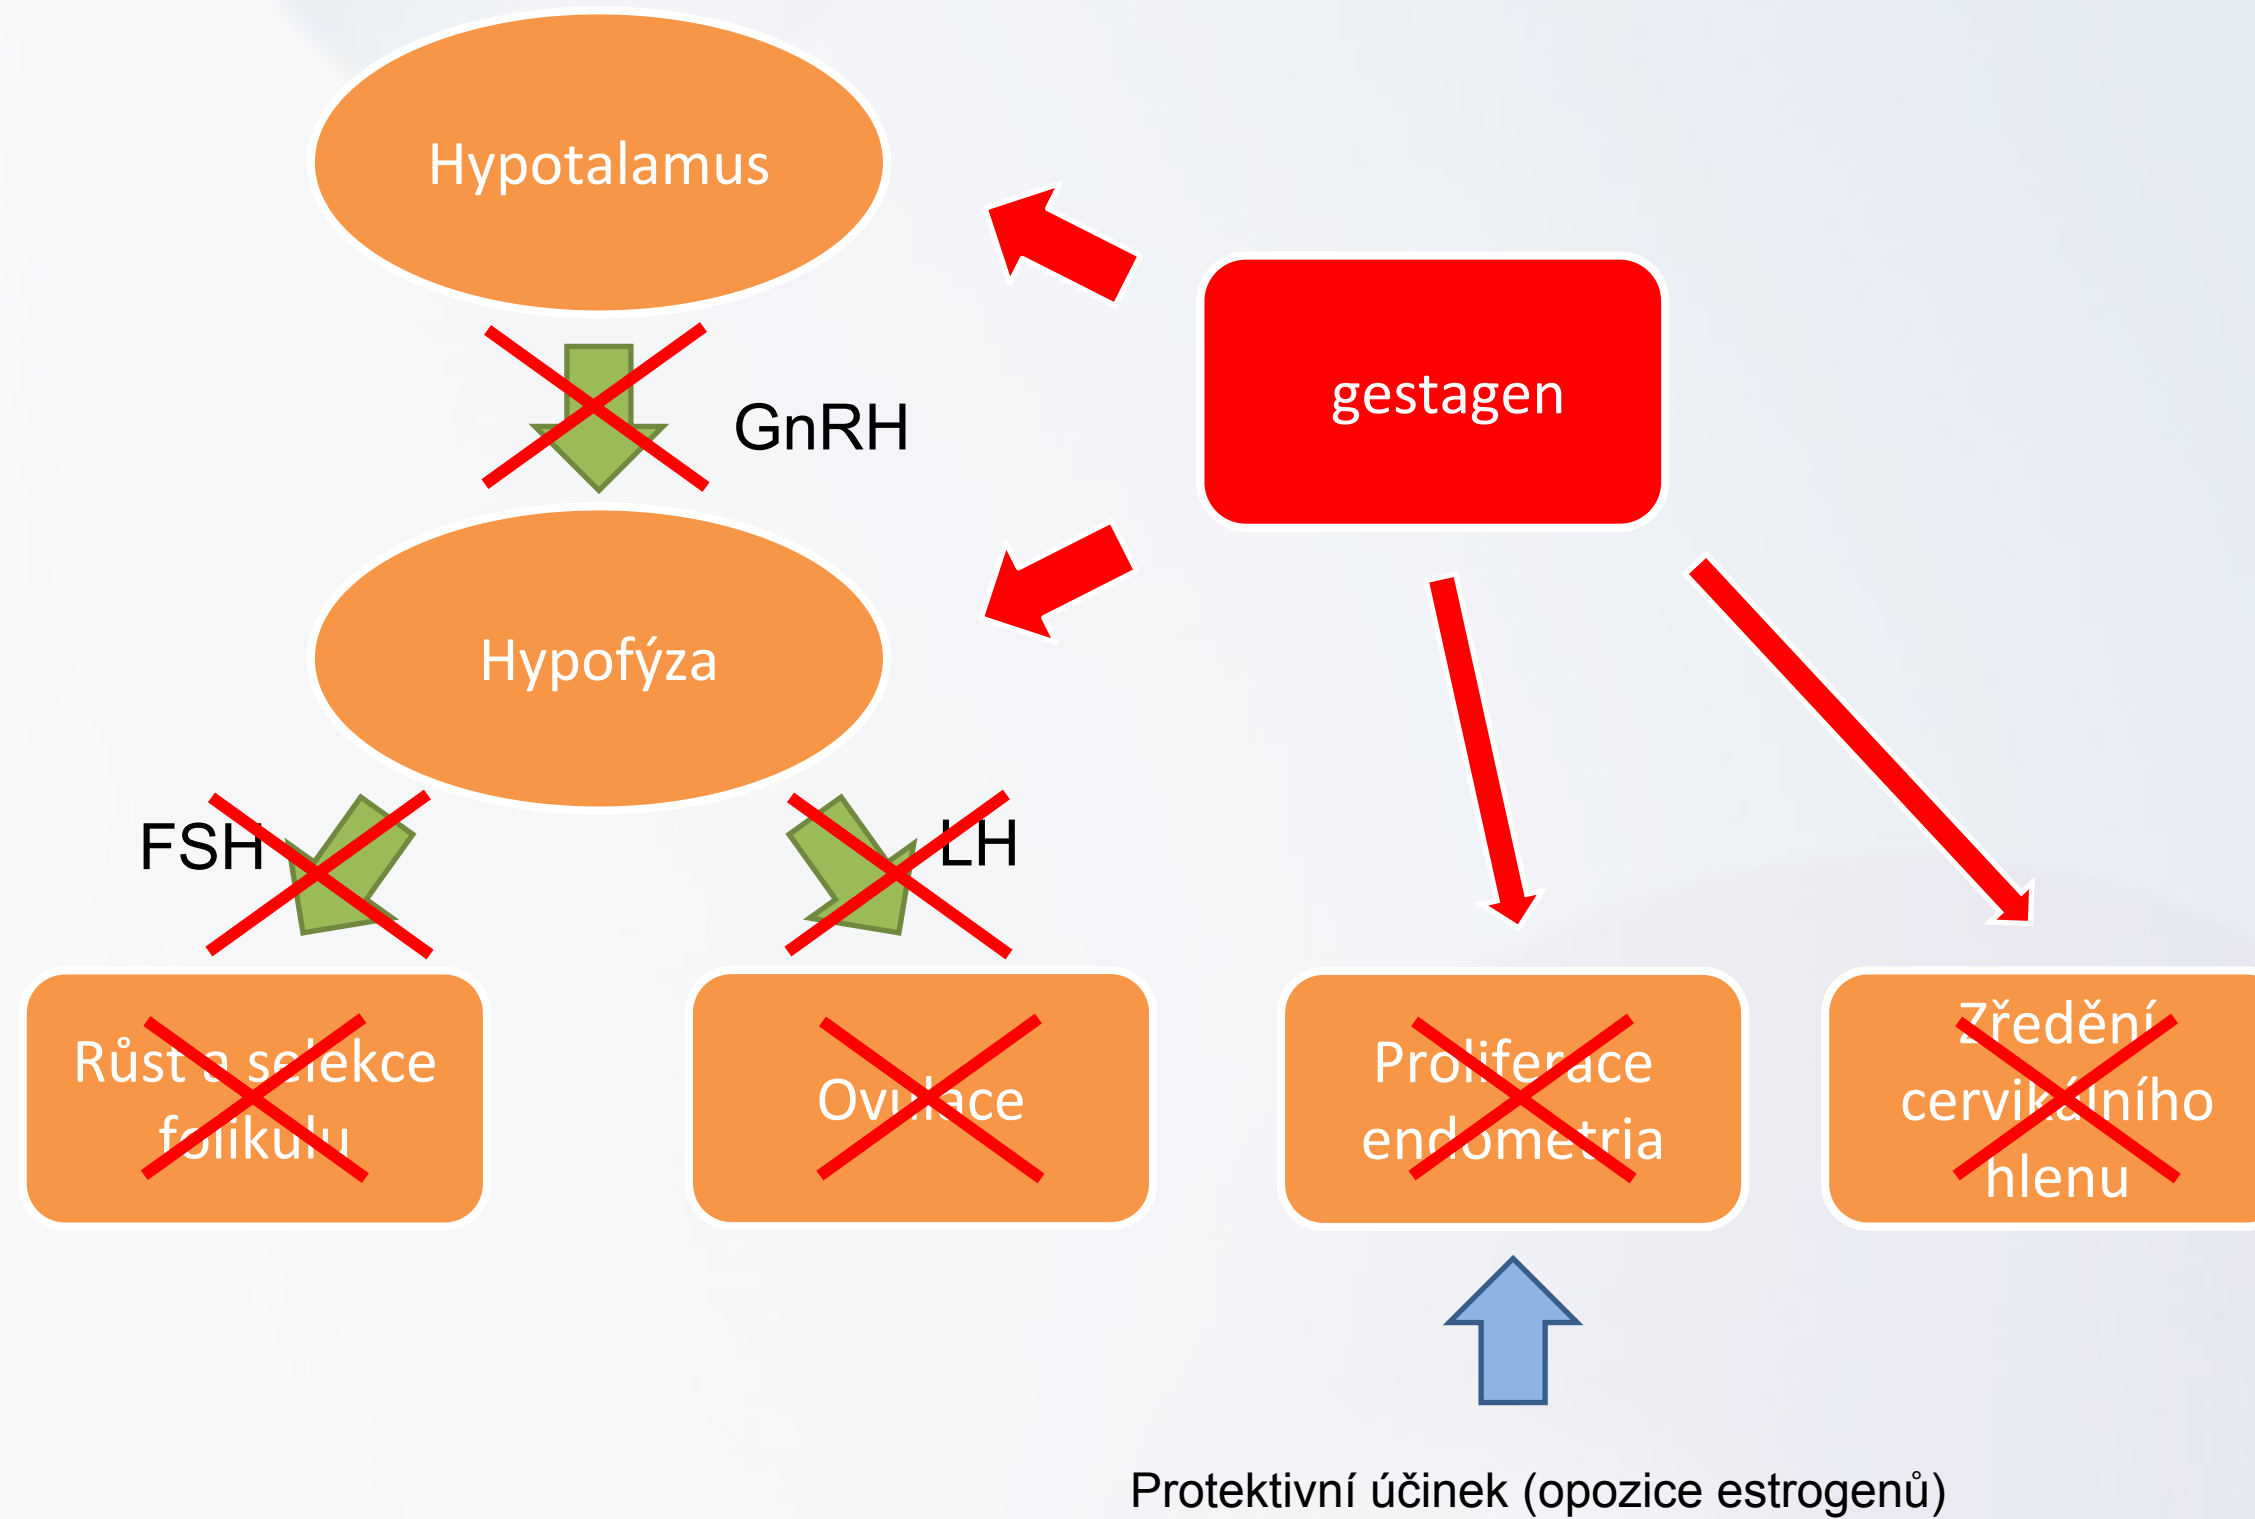 Hypotalamus
gestagen
GnRH
Hypofýza
FSH
LH
Růst a selekce
folikulu
Ovulace
Proliferace
endometria
Zředění
cervikálního
hlenu
Protektivní účinek (opozice estrogenů)